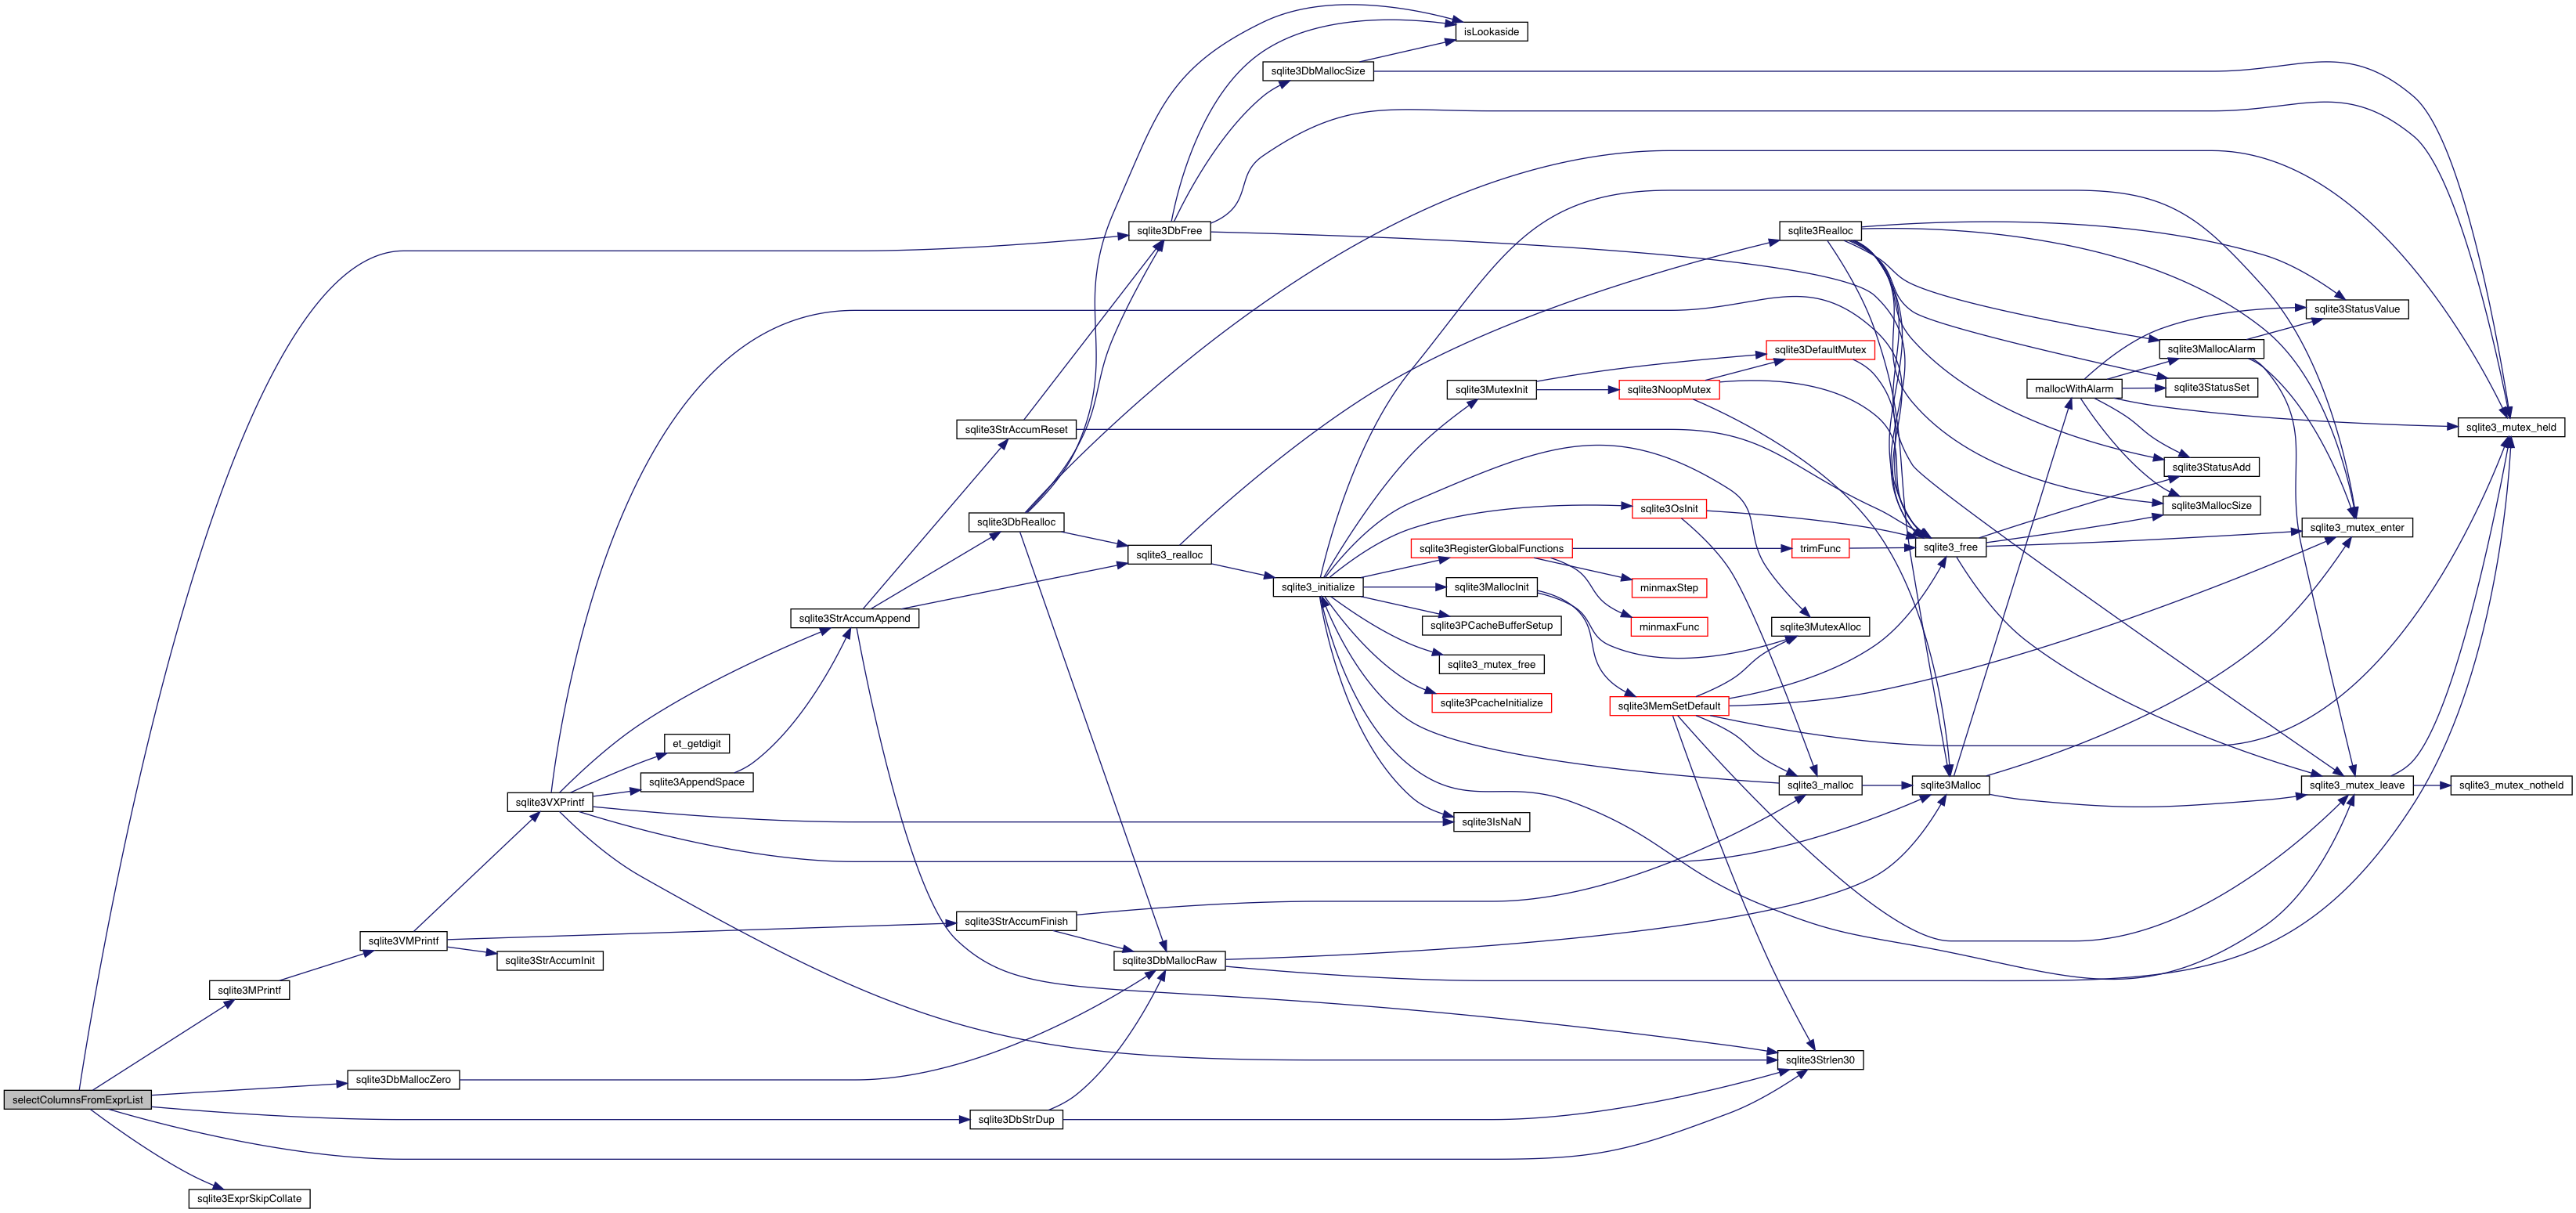 isLookaside
sqlite3DbMallocSize
sqlite3DbFree
sqlite3Realloc
sqlite3StatusValue
sqlite3DefaultMutex
sqlite3MallocAlarm
sqlite3MutexInit
sqlite3NoopMutex
mallocWithAlarm
sqlite3StatusSet
sqlite3StrAccumReset
sqlite3_mutex_held
sqlite3StatusAdd
sqlite3OsInit
sqlite3MallocSize
sqlite3DbRealloc
sqlite3_mutex_enter
sqlite3_realloc
sqlite3RegisterGlobalFunctions
trimFunc
sqlite3_free
sqlite3_initialize
sqlite3MallocInit
minmaxStep
sqlite3StrAccumAppend
sqlite3PCacheBufferSetup
minmaxFunc
sqlite3MutexAlloc
sqlite3_mutex_free
sqlite3PcacheInitialize
sqlite3MemSetDefault
et_getdigit
sqlite3AppendSpace
sqlite3_malloc
sqlite3Malloc
sqlite3_mutex_leave
sqlite3_mutex_notheld
sqlite3VXPrintf
sqlite3IsNaN
sqlite3StrAccumFinish
sqlite3VMPrintf
sqlite3StrAccumInit
sqlite3DbMallocRaw
sqlite3MPrintf
sqlite3Strlen30
sqlite3DbMallocZero
selectColumnsFromExprList
sqlite3DbStrDup
sqlite3ExprSkipCollate